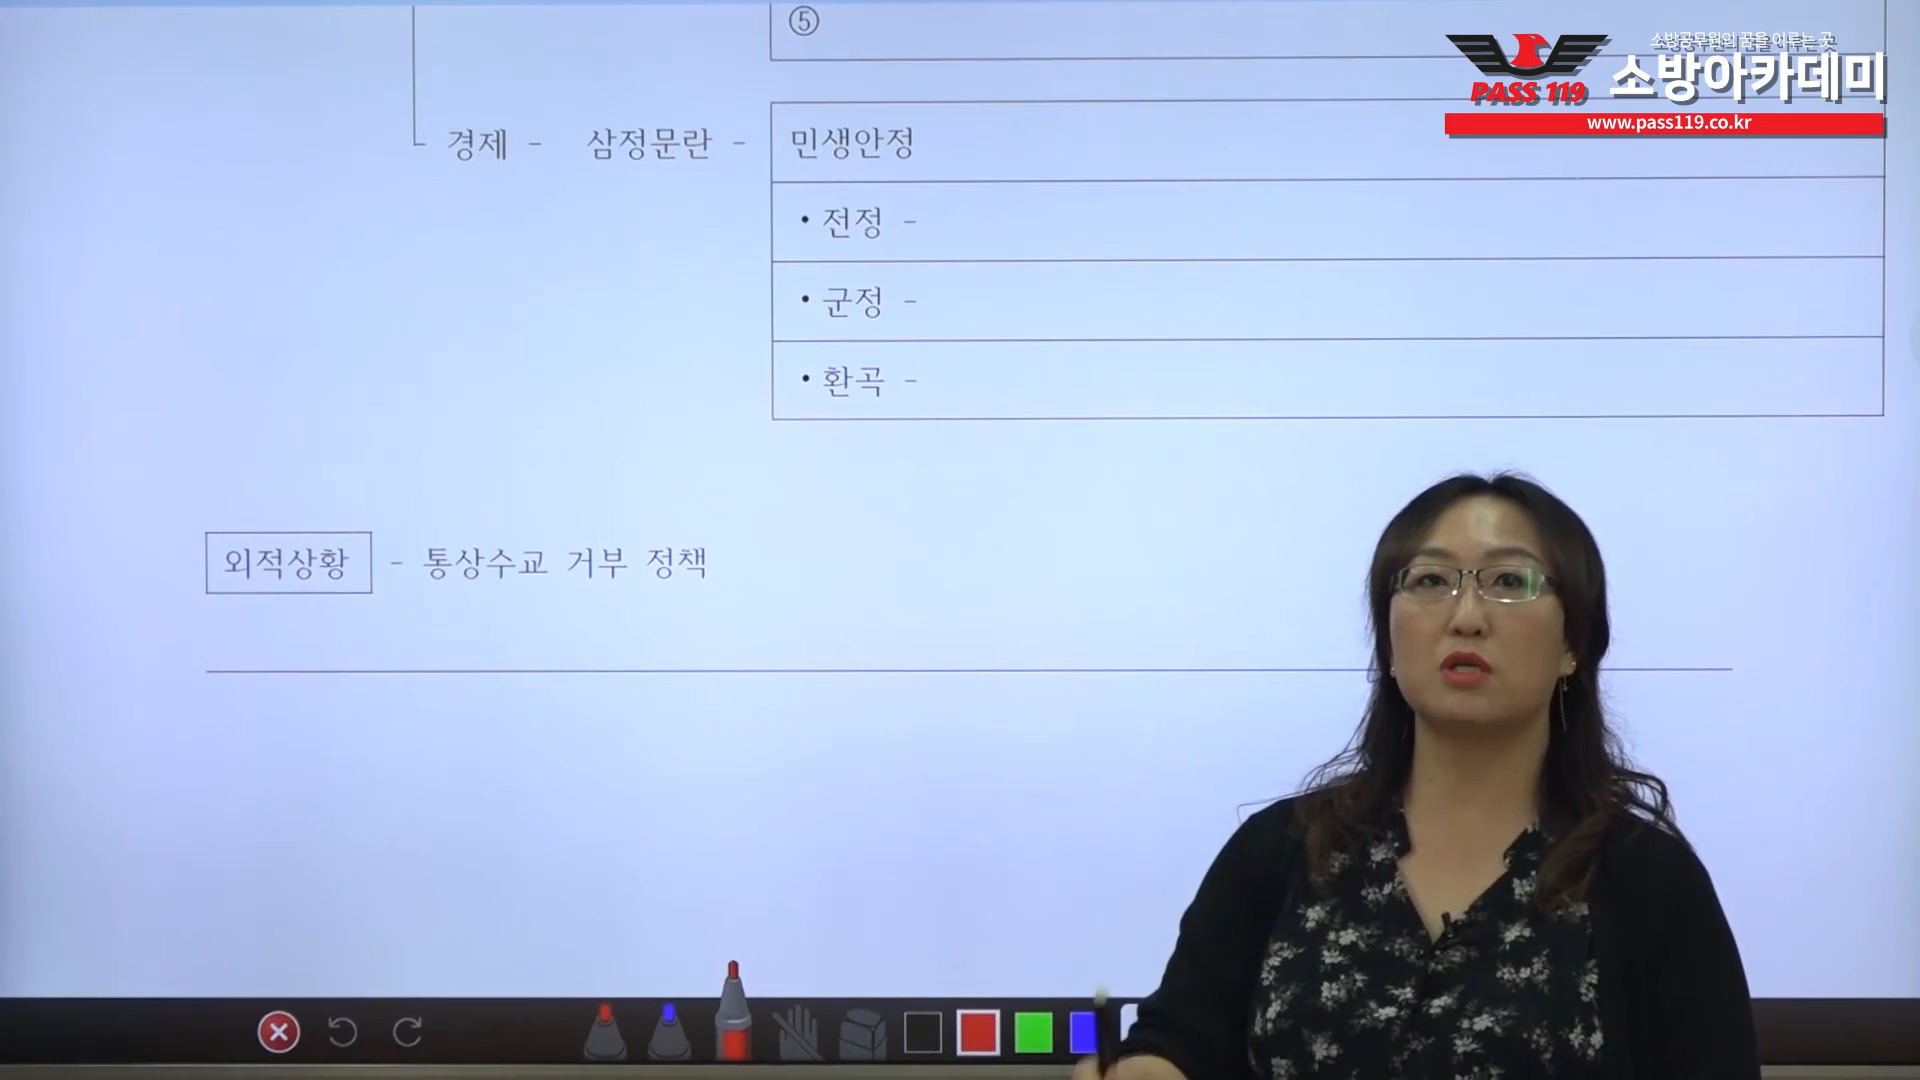 ⑤
소방공무원의 꿈을 이루는 곳
PASS 119 소방아카데미
www.pass119.co.kr
경제 - 삼정문란 - 민생안정
• 전정 -
• 군정 -
• 환곡 -
외적상황 - 통상수교 거부 정책